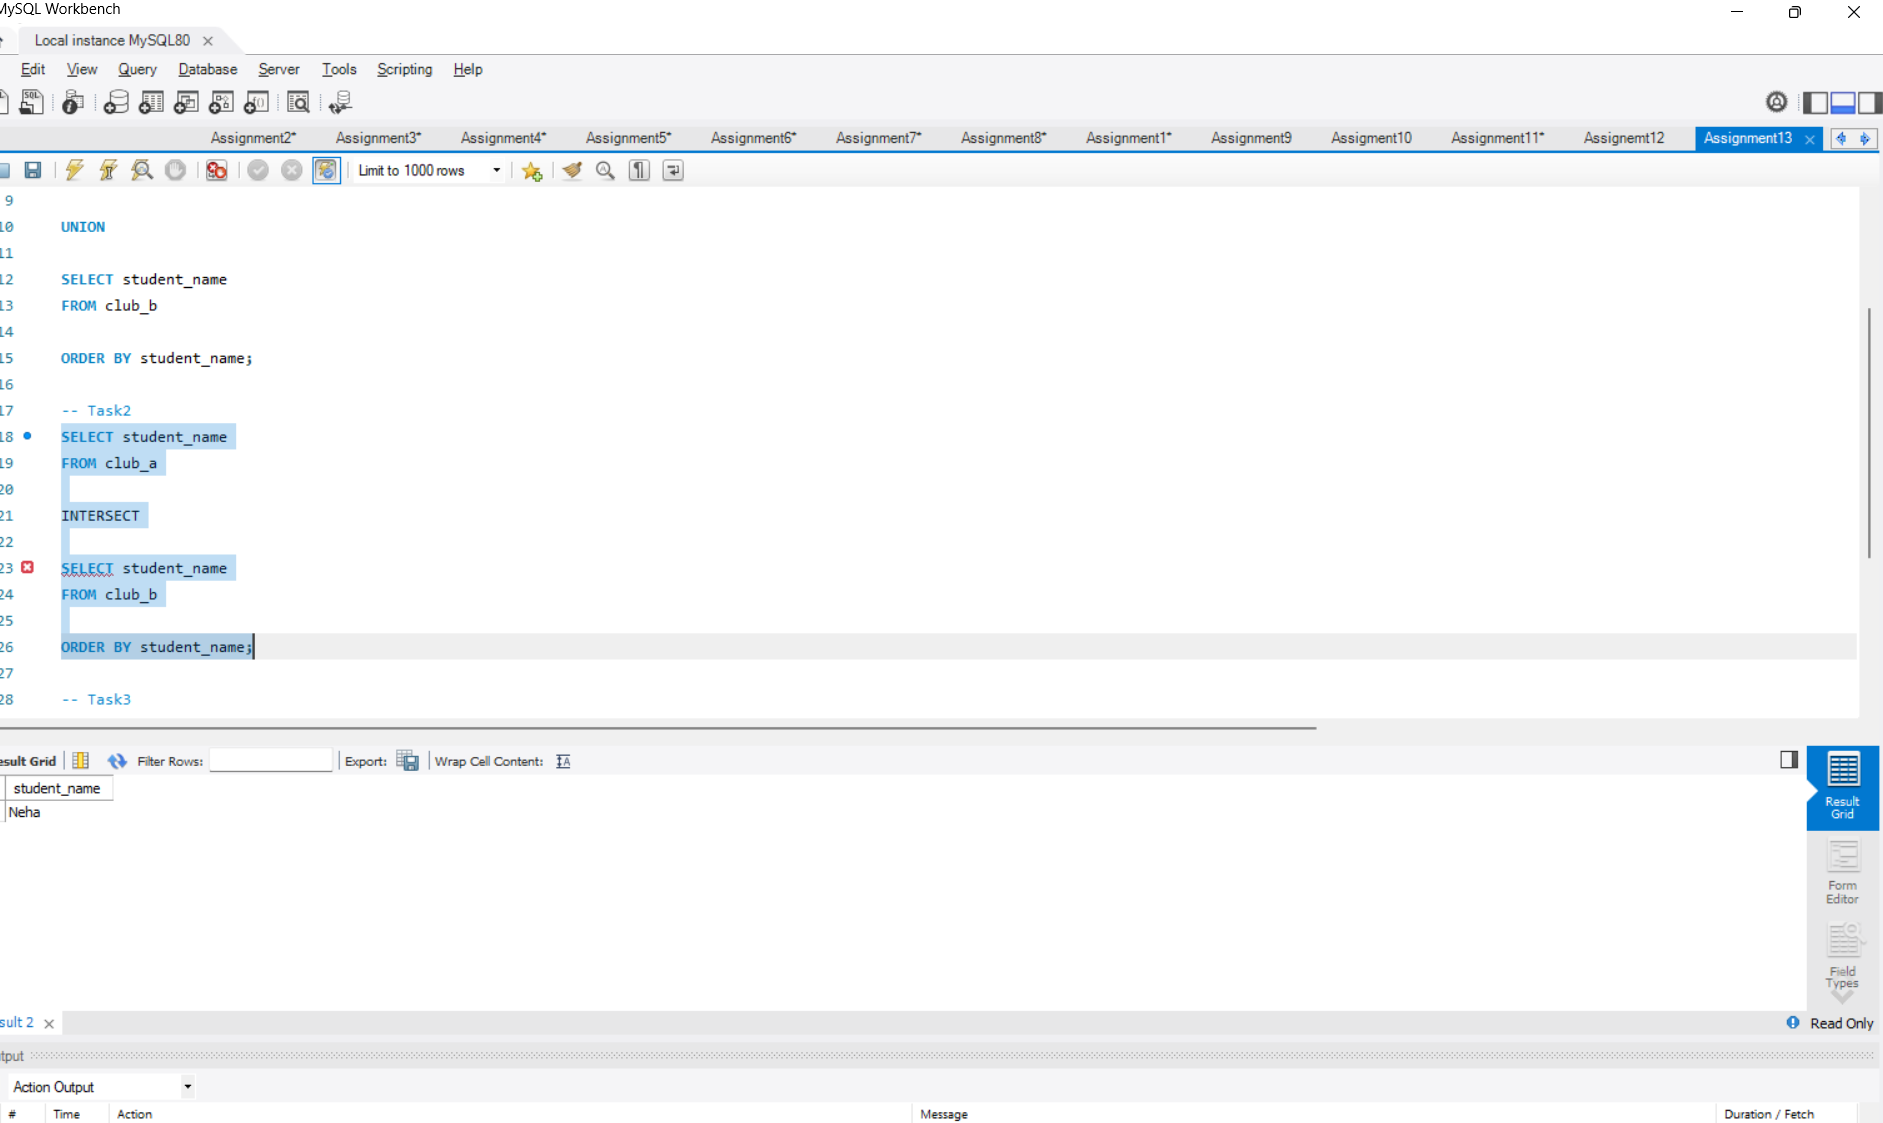 MySQL Workbench
Local instance MySQL80
Edit View Query Database Server Tools Scripting Help
Assignment2* Assignment3* Assignment4* Assignment5* Assignment6* Assignment7* Assignment8* Assignment1* Assignment9 Assigment10 Assignment11* Assignemt12 Assignment13
Limit to 1000 rows
9
10 UNION
11
12 SELECT student_name
13 FROM club_b
14
15 ORDER BY student_name;
16
17 -- Task2
18 SELECT student_name
19 FROM club_a
20
21 INTERSECT
22
23 SELECT student_name
24 FROM club_b
25
26 ORDER BY student_name;
27
28 -- Task3
esult Grid Filter Rows: Export: Wrap Cell Content:
student_name
Neha
Result
Grid
Form
Editor
Field
Types
sult 2
Read Only
tput
Action Output
# Time Action Message Duration / Fetch